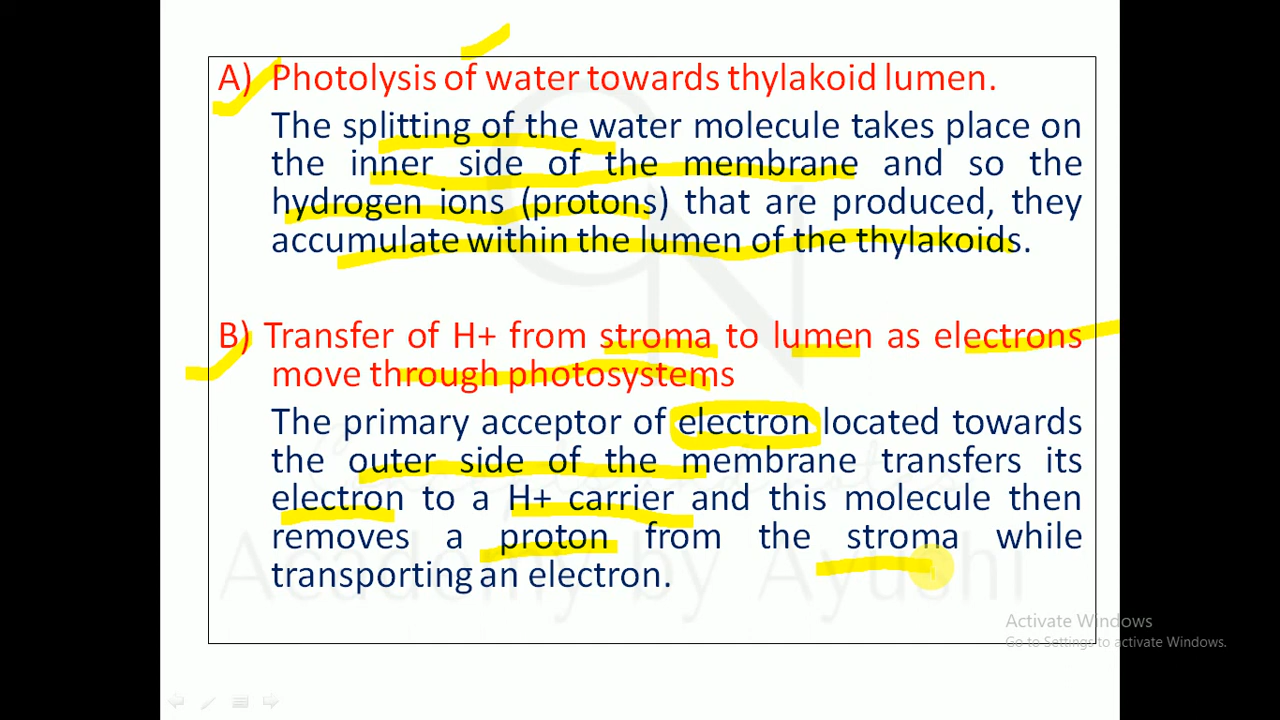 A) Photolysis of water towards thylakoid lumen.
The splitting of the water molecule takes place on
the inner side of the membrane and so the
hydrogen ions (protons) that are produced, they
accumulate within the lumen of the thylakoids.
B) Transfer of H+ from stroma to lumen as electrons
move through photosystems
The primary acceptor of electron located towards
the outer side of the membrane transfers its
electron to a H+ carrier and this molecule then
removes a proton from the stroma while
transporting an electron.
Academy by Ayushi
Activate Windows
Go to Settings to activate Windows.